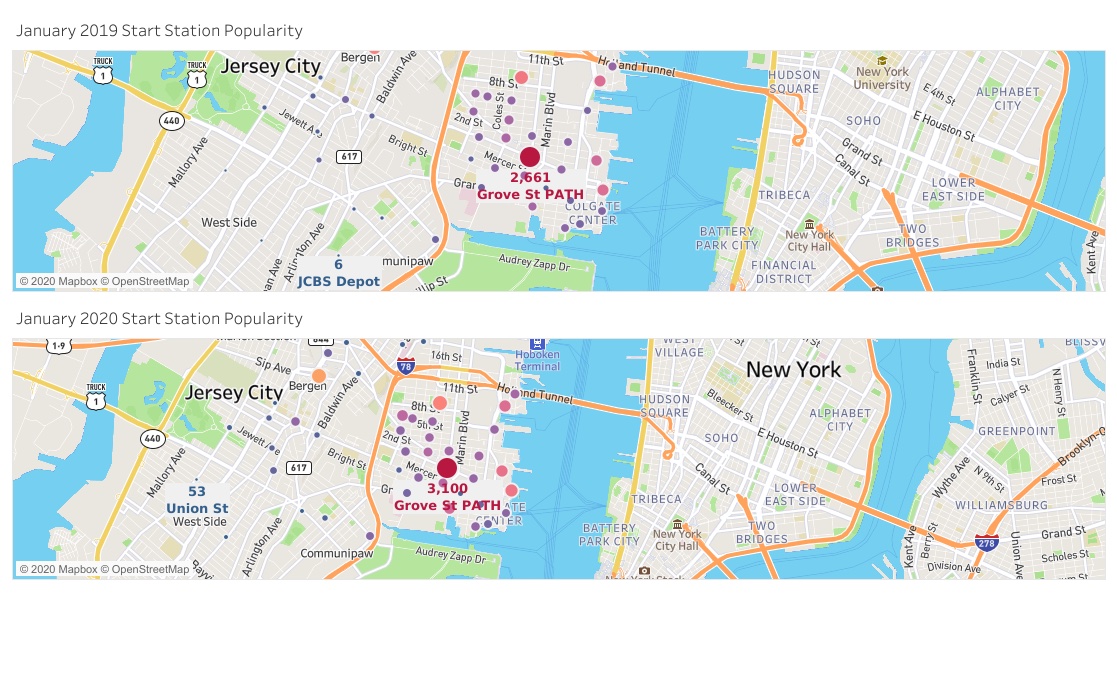 January 2019 Start Station Popularity
TRUCK
1
TRUCK
1
Jersey City
Bergen
Baldwin Ave
11th St
Holland Tunnel
8th St
Coles St
Marin Blvd
2nd St
440
Jewett Ave
Bright St
617
Mallory Ave
2,661
Grove St PATH
COLGATE
CENTER
West Side
6
JCBS Depot
Audrey Zapp Dr
HUDSON
SQUARE
New York
University
E 4th St
ALPHABET
CITY
SOHO
E Houston St
Grand St
Canal St
TRIBECA
LOWER
EAST SIDE
BATTERY
PARK CITY
New York
City Hall
TWO
BRIDGES
FINANCIAL
DISTRICT
Kent Ave
© 2020 Mapbox © OpenStreetMap
January 2020 Start Station Popularity
1-9
TRUCK
1
Sip Ave
Bergen
Jersey City
Baldwin Ave
78
16th St
Hoboken
Terminal
11th St
Holland Tunnel
8th St
5th St
Marin Blvd
2nd St
440
Jewett Ave
Bright St
617
Mallory Ave
53
Union St
West Side
3,100
Grove St PATH
CENTER
Arlington Ave
Communipaw
Audrey Zapp Dr
VILLAGE
New York
HUDSON
SQUARE
Bleecker St
ALPHABET
CITY
SOHO
E Houston St
TRIBECA
LOWER
EAST SIDE
BATTERY
PARK CITY
New York
City Hall
TWO
BRIDGES
Franklin St
India St
Calyer St
N Henry St
GREENPOINT
Wythe Ave
N 9th St
Frost St
WILLIAMSBURG
278
Grand St
Kent Ave
Berry St
Union Ave
Scholes St
Division Ave
© 2020 Mapbox © OpenStreetMap